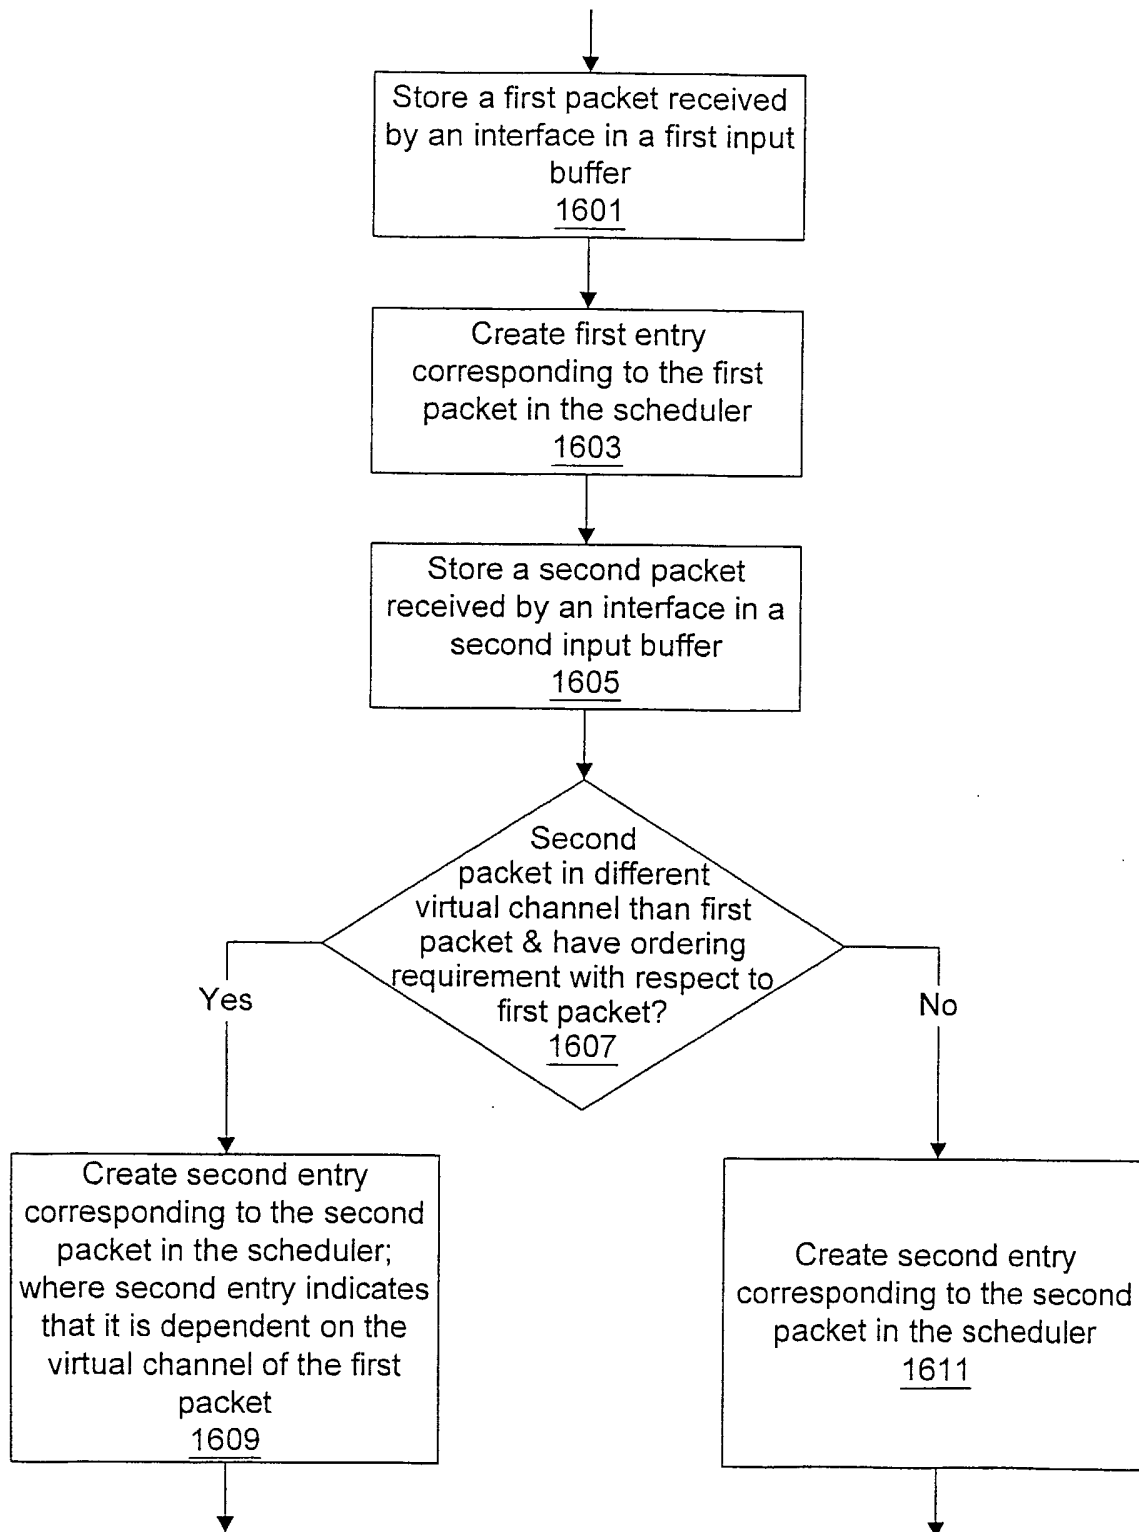 Store a first packet received
by an interface in a first input
buffer
1601
Create first entry
corresponding to the first
packet in the scheduler
1603
Store a second packet
received by an interface in a
second input buffer
1605
Second
packet in different
virtual channel than first
packet & have ordering
requirement with respect to
first packet?
1607
Yes
No
Create second entry
corresponding to the second
packet in the scheduler;
where second entry indicates
that it is dependent on the
virtual channel of the first
packet
1609
Create second entry
corresponding to the second
packet in the scheduler
1611